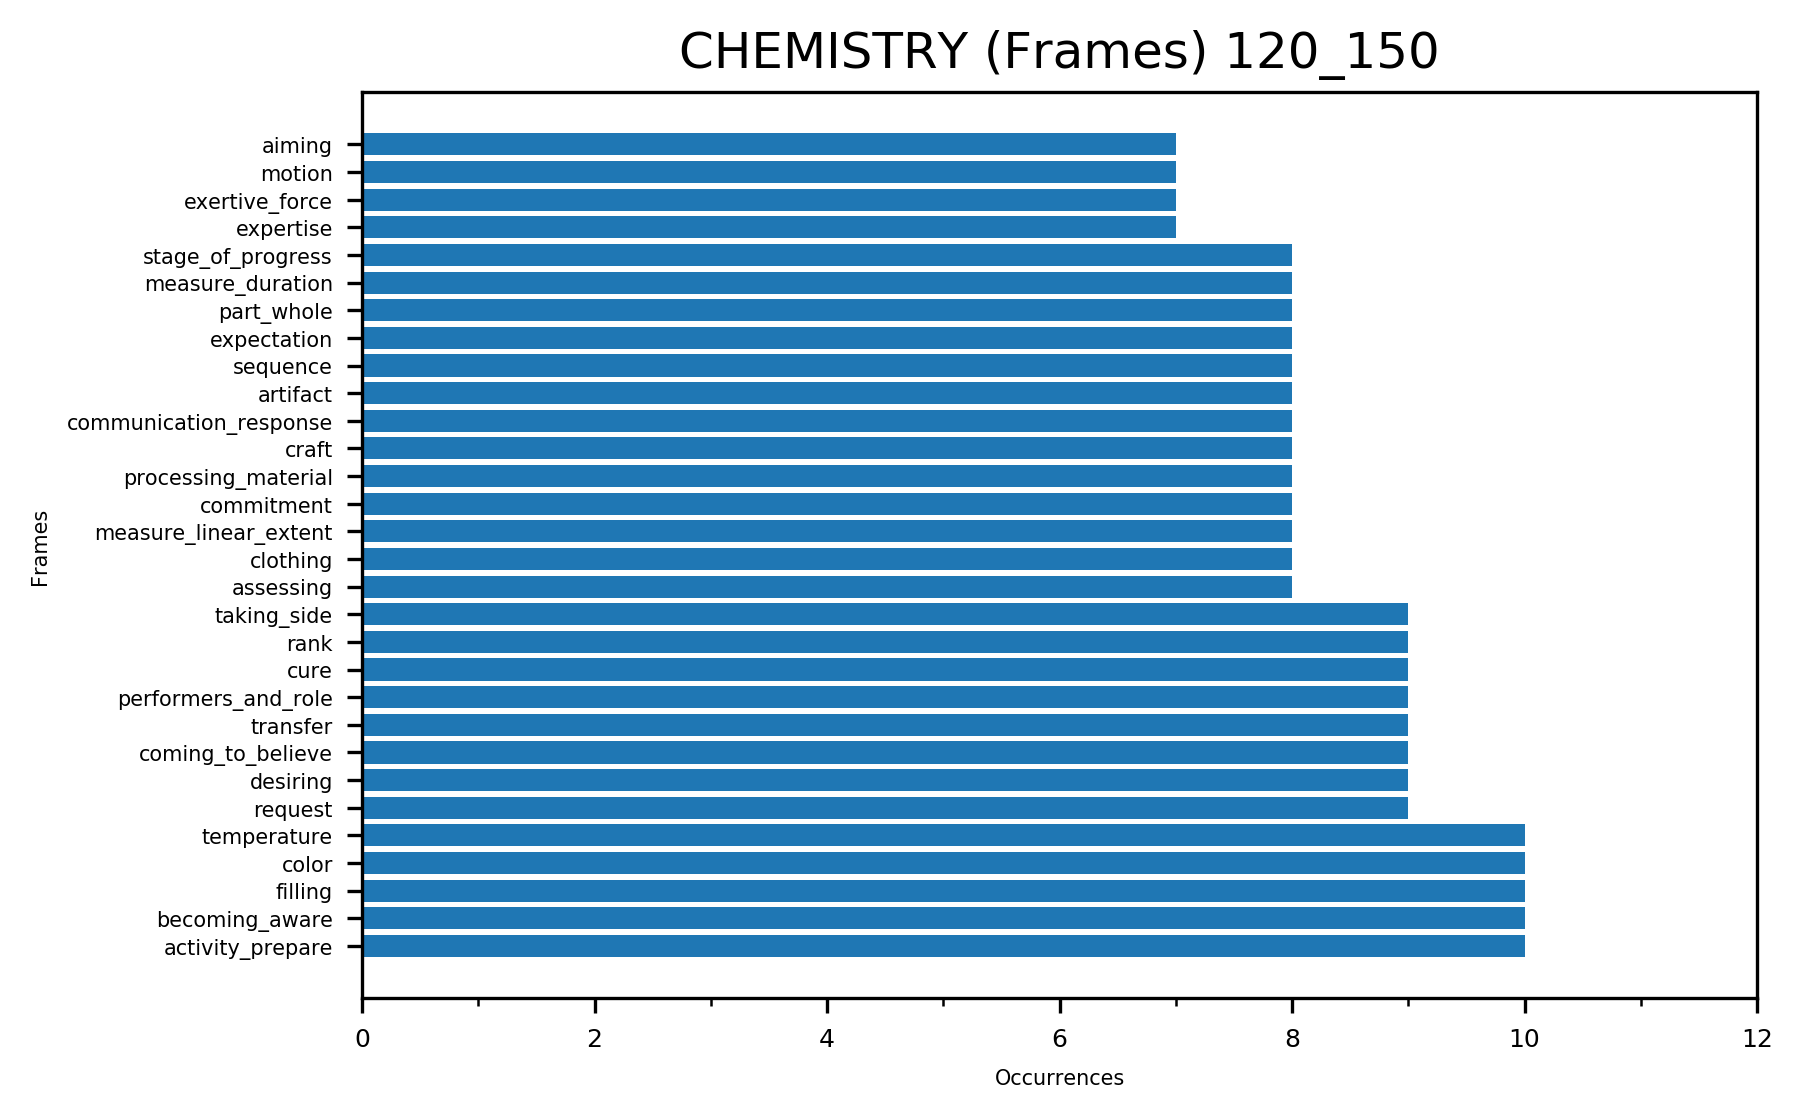 CHEMISTRY (Frames) 120_150
aiming
motion
exertive_force
expertise
stage_of_progress
measure_duration
part_whole
expectation
sequence
artifact
communication_response
craft
processing_material
commitment
measure_linear_extent
clothing
assessing
taking_side
rank
cure
performers_and_role
transfer
coming_to_believe
desiring
request
temperature
color
filling
becoming_aware
activity_prepare
Frames
0 2 4 6 8 10 12
Occurrences